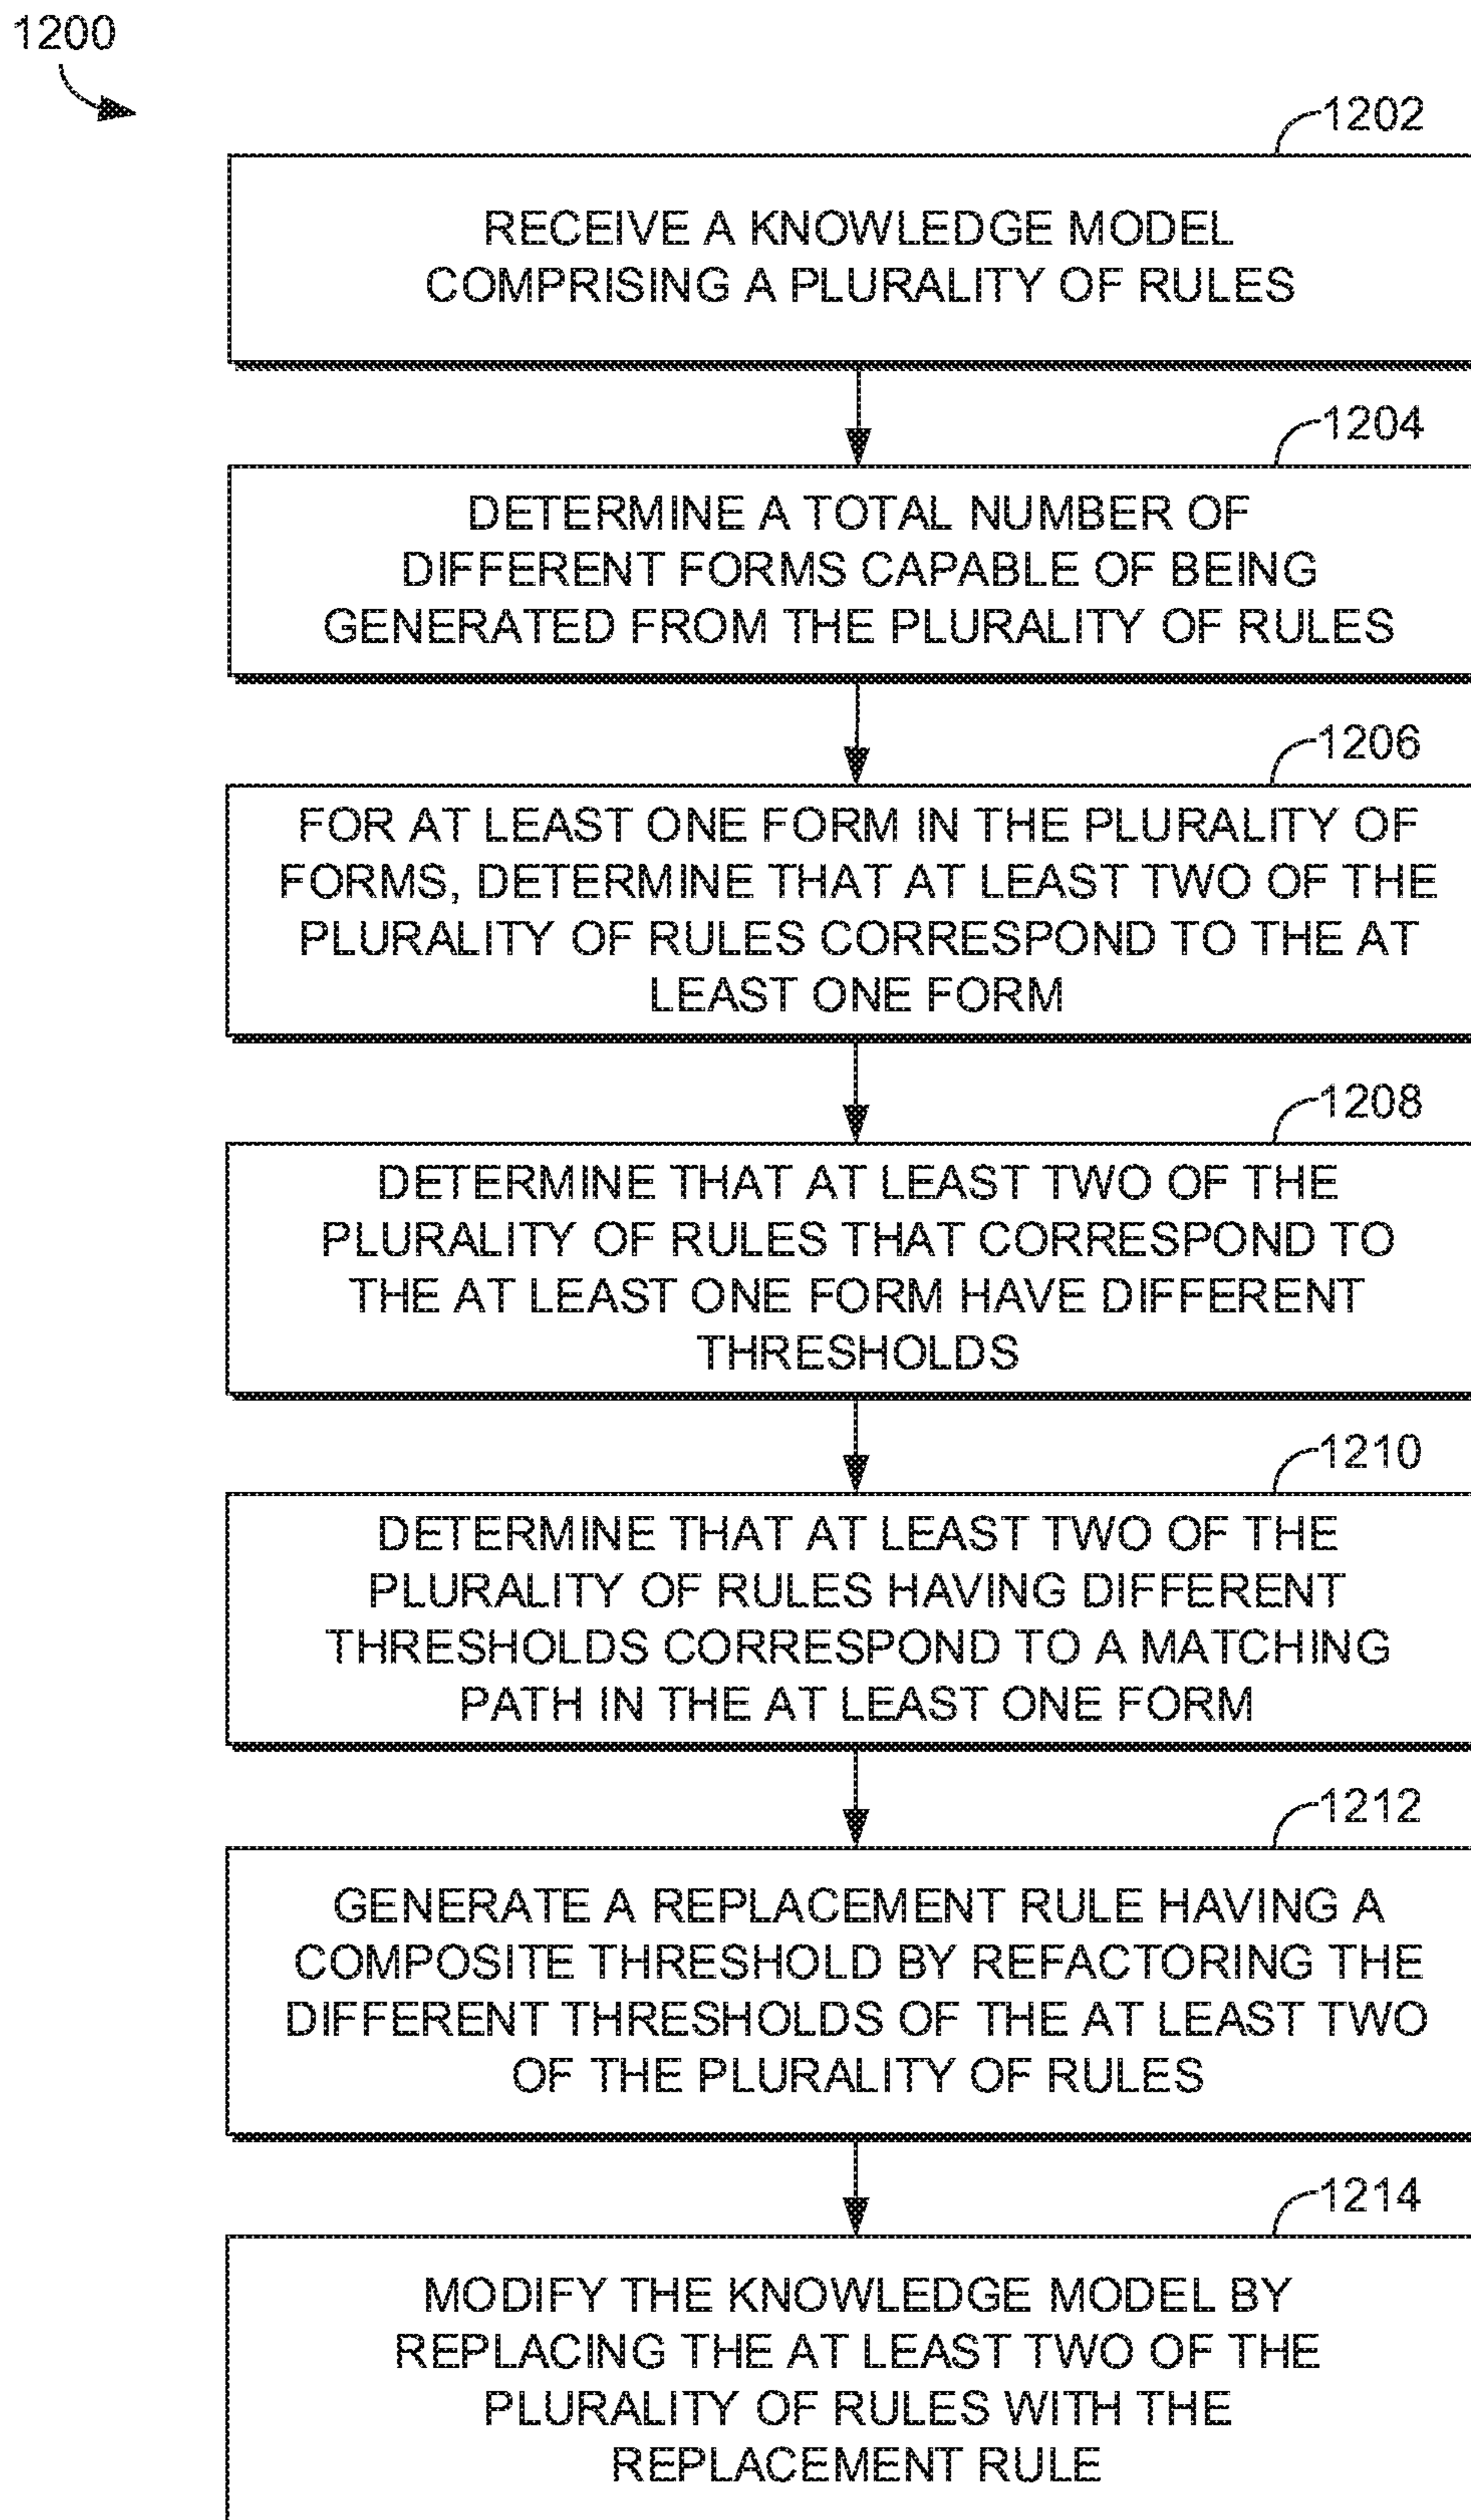 1200
1202
RECEIVE A KNOWLEDGE MODEL
COMPRISING A PLURALITY OF RULES
1204
DETERMINE A TOTAL NUMBER OF
DIFFERENT FORMS CAPABLE OF BEING
GENERATED FROM THE PLURALITY OF RULES
1206
FOR AT LEAST ONE FORM IN THE PLURALITY OF
FORMS, DETERMINE THAT AT LEAST TWO OF THE
PLURALITY OF RULES CORRESPOND TO THE AT
LEAST ONE FORM
1208
DETERMINE THAT AT LEAST TWO OF THE
PLURALITY OF RULES THAT CORRESPOND TO
THE AT LEAST ONE FORM HAVE DIFFERENT
THRESHOLDS
1210
DETERMINE THAT AT LEAST TWO OF THE
PLURALITY OF RULES HAVING DIFFERENT
THRESHOLDS CORRESPOND TO A MATCHING
PATH IN THE AT LEAST ONE FORM
1212
GENERATE A REPLACEMENT RULE HAVING A
COMPOSITE THRESHOLD BY REFACTORING THE
DIFFERENT THRESHOLDS OF THE AT LEAST TWO
OF THE PLURALITY OF RULES
1214
MODIFY THE KNOWLEDGE MODEL BY
REPLACING THE AT LEAST TWO OF THE
PLURALITY OF RULES WITH THE
REPLACEMENT RULE